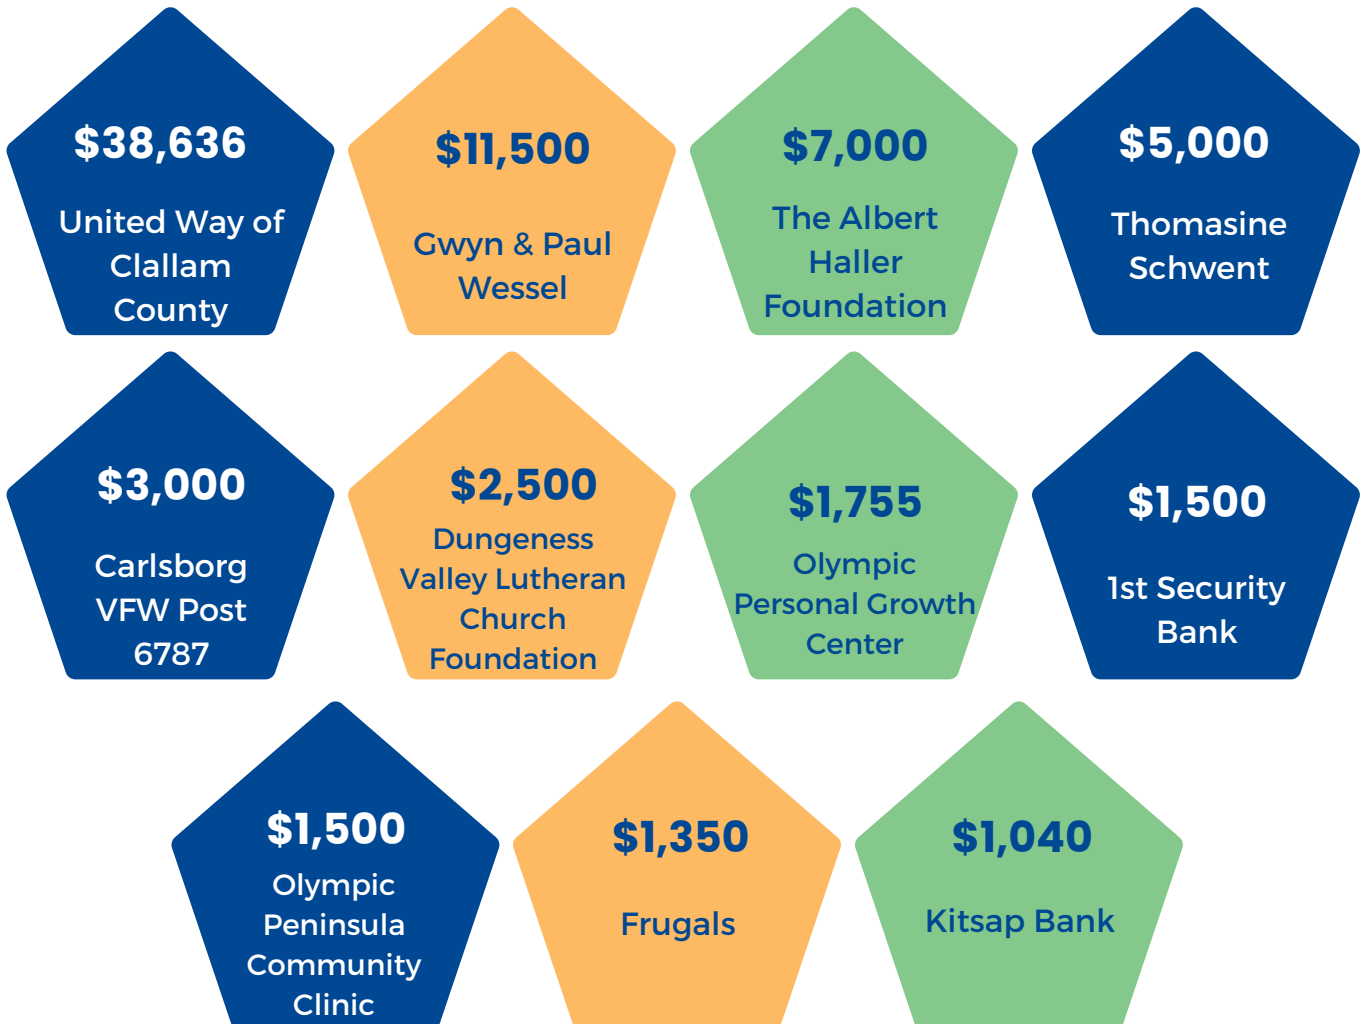 $38,636
United Way of
Clallam
County
$11,500
Gwyn & Paul
Wessel
$7,000
The Albert
Haller
Foundation
$5,000
Thomasine
Schwent
$3,000
Carlsborg
VFW Post
6787
$2,500
Dungeness
Valley Lutheran
Church
Foundation
$1,755
Olympic
Personal Growth
Center
$1,500
1st Security
Bank
$1,500
Olympic
Peninsula
Community
Clinic
$1,350
Frugals
$1,040
Kitsap Bank